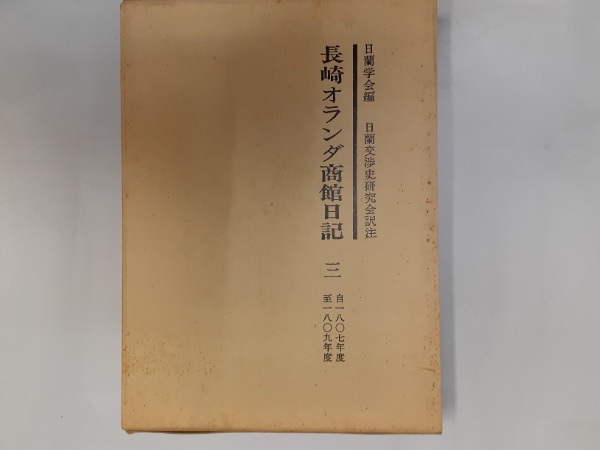 日蘭学会編 日蘭交渉史研究会訳注
長崎オランダ商館日記 三
自一八〇七年度
至一八〇九年度